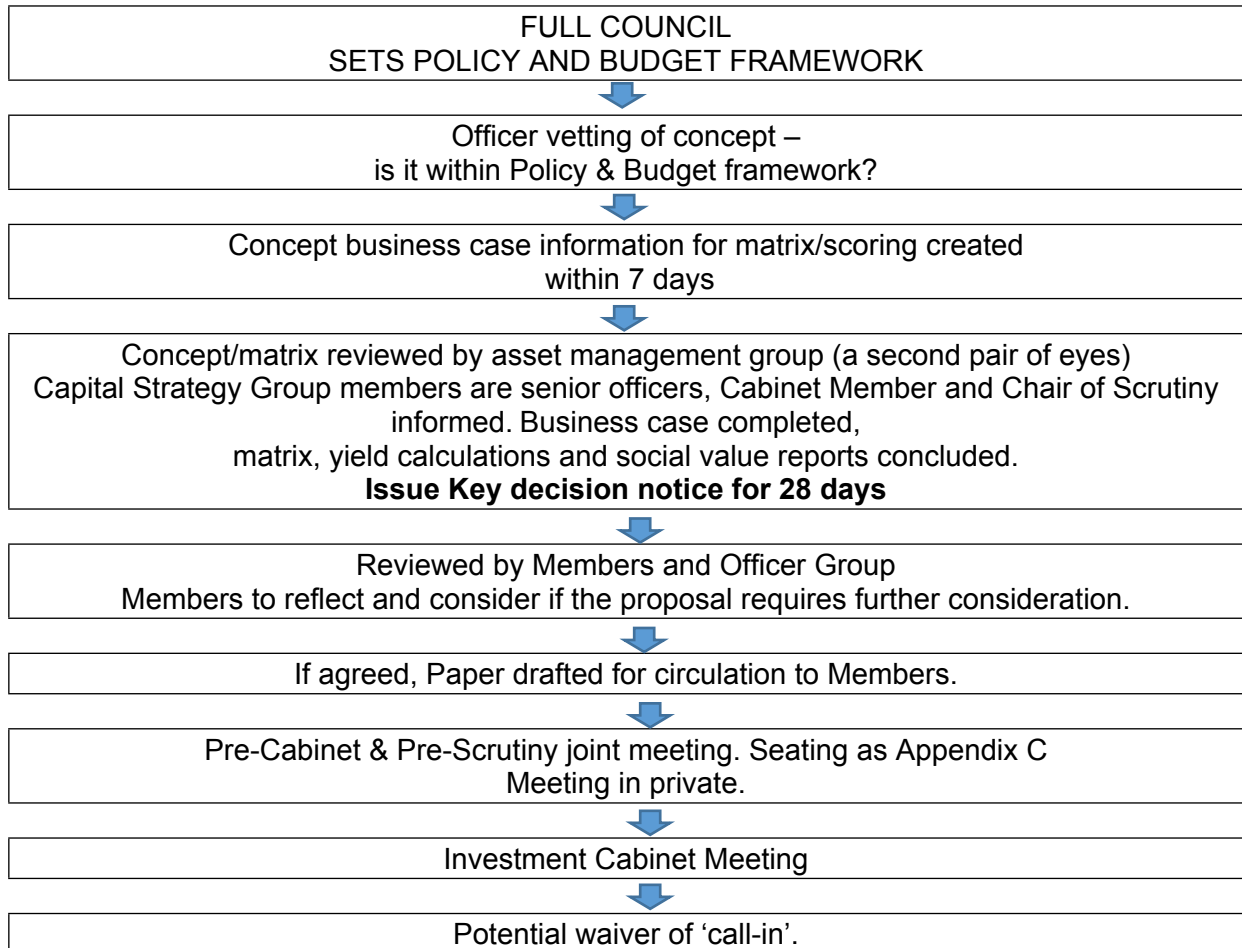 FULL COUNCIL
SETS POLICY AND BUDGET FRAMEWORK
Officer vetting of concept –
is it within Policy & Budget framework?
Concept business case information for matrix/scoring created
within 7 days
Concept/matrix reviewed by asset management group (a second pair of eyes)
Capital Strategy Group members are senior officers, Cabinet Member and Chair of Scrutiny
informed. Business case completed,
matrix, yield calculations and social value reports concluded.
Issue Key decision notice for 28 days
Reviewed by Members and Officer Group
Members to reflect and consider if the proposal requires further consideration.
If agreed, Paper drafted for circulation to Members.
Pre-Cabinet & Pre-Scrutiny joint meeting. Seating as Appendix C
Meeting in private.
Investment Cabinet Meeting
Potential waiver of ‘call-in’.